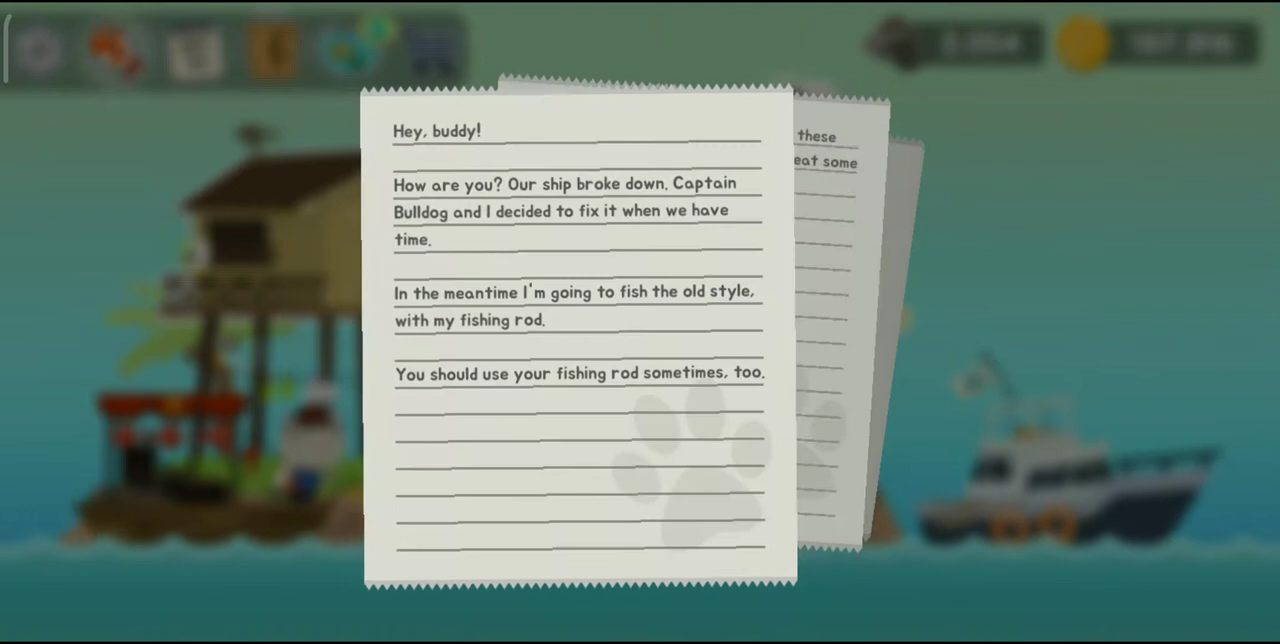 Hey, buddy!
How are you? Our ship broke down. Captain
Bulldog and I decided to fix it when we have
time.
In the meantime I'm going to fish the old style,
with my fishing rod.
You should use your fishing rod sometimes, too.
these
eat some